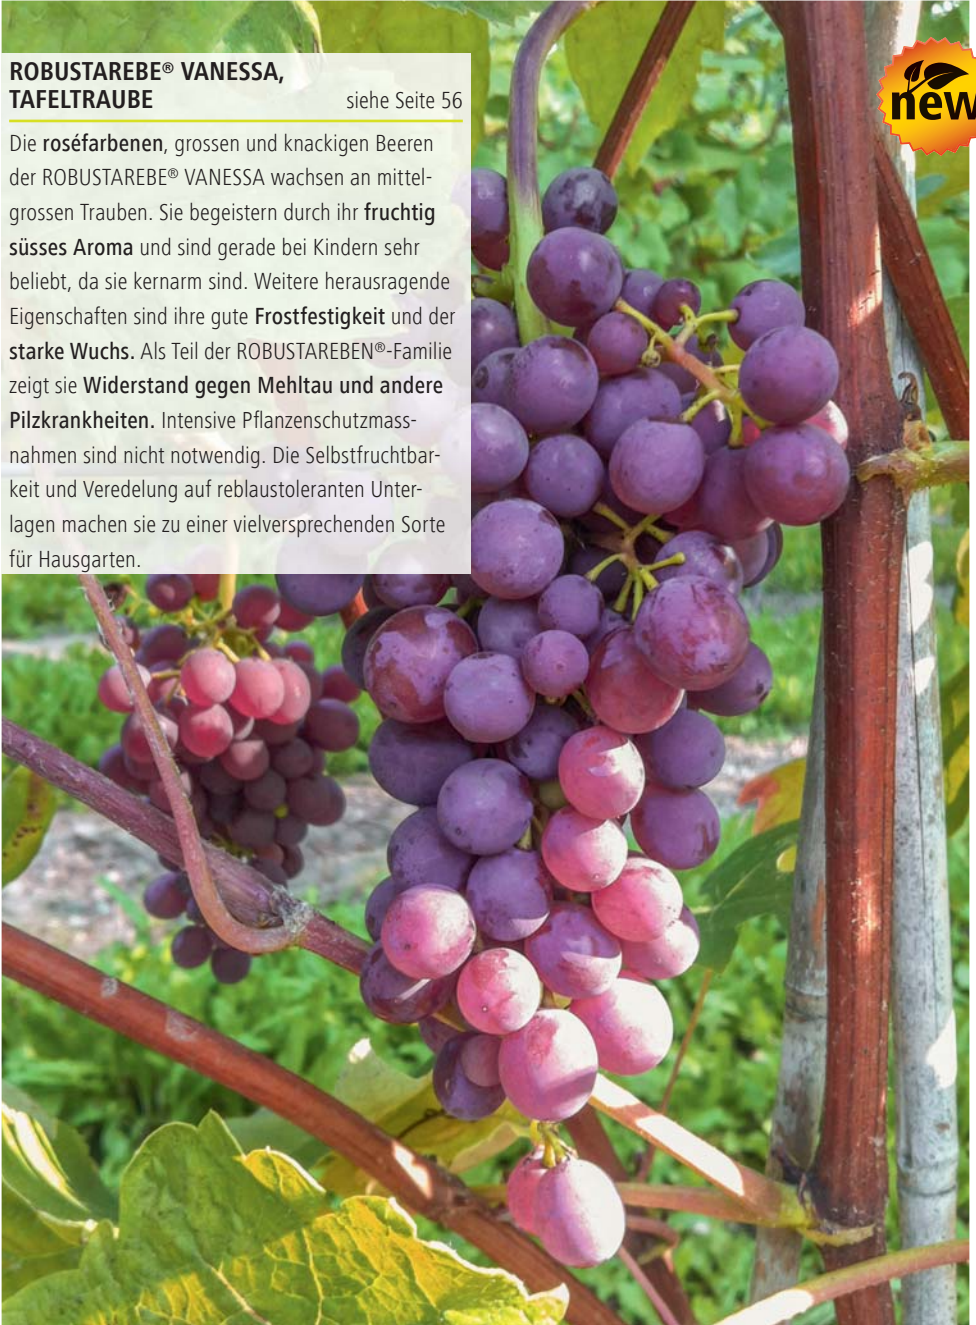 ROBUSTAREBE® VANESSA,
TAFELTRAUBE siehe Seite 56
Die roséfarbenen, grossen und knackigen Beeren
der ROBUSTAREBE® VANESSA wachsen an mittel-
grossen Trauben. Sie begeistern durch ihr fruchtig
süsses Aroma und sind gerade bei Kindern sehr
beliebt, da sie kernarm sind. Weitere herausragende
Eigenschaften sind ihre gute Frostfestigkeit und der
starke Wuchs. Als Teil der ROBUSTAREBEN®-Familie
zeigt sie Widerstand gegen Mehltau und andere
Pilzkrankheiten. Intensive Pflanzenschutzmass-
nahmen sind nicht notwendig. Die Selbstfruchtbar-
keit und Veredelung auf reblaustoleranten Unter-
lagen machen sie zu einer vielversprechenden Sorte
für Hausgarten.
new